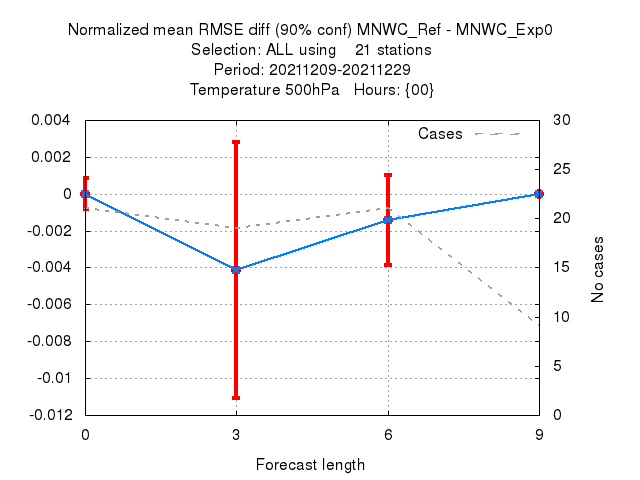 Normalized mean RMSE diff (90% conf) MNWC_Ref - MNWC_Exp0
Selection: ALL using 21 stations
Period: 20211209-20211229
Temperature 500hPa Hours: {00}
Cases
0.004
0.002
0
-0.002
-0.004
-0.006
-0.008
-0.01
-0.012
30
25
20
15
10
5
0
No cases
0 3 6 9
Forecast length